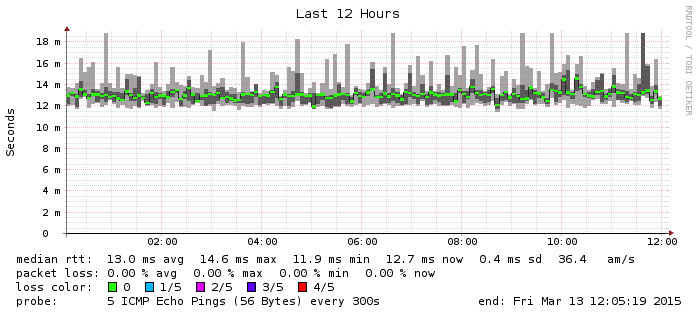 Last 12 Hours
RRDTOOL / TOBI OETIKER
Seconds
18 m
16 m
14 m
12 m
10 m
8 m
6 m
4 m
2 m
0
02:00 04:00 06:00 08:00 10:00 12:00
median rtt: 13.0 ms avg 14.6 ms max 11.9 ms min 12.7 ms now 0.4 ms sd 36.4 am/s
packet loss: 0.00 % avg 0.00 % max 0.00 % min 0.00 % now
loss color: 0 1/5 2/5 3/5 4/5
probe: 5 ICMP Echo Pings (56 Bytes) every 300s end: Fri Mar 13 12:05:19 2015